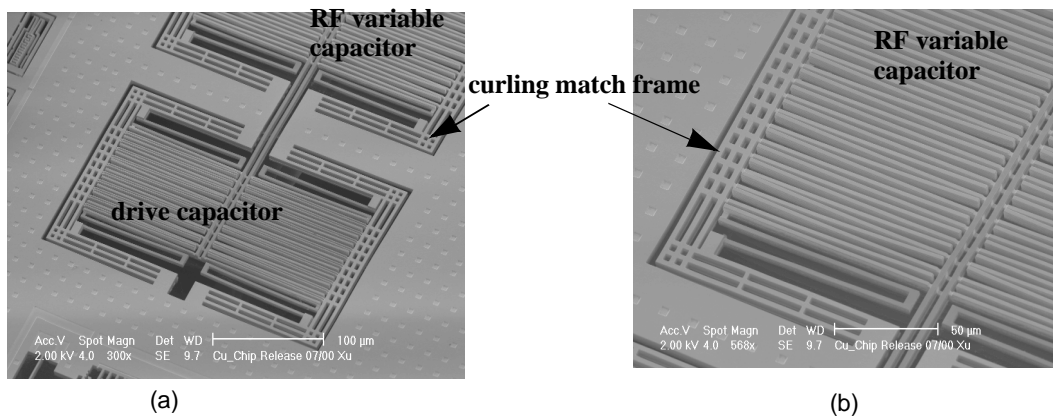 RF variable
capacitor
curling match frame
RF variable
capacitor
drive capacitor
Acc.V Spot Magn Det WD 100 µm
2.00 kV 4.0 300x SE 9.7 Cu_Chip Release 07/00 Xu
Acc.V Spot Magn Det WD 50 µm
2.00 kV 4.0 568x SE 9.7 Cu_Chip Release 07/00 Xu
(a)
(b)